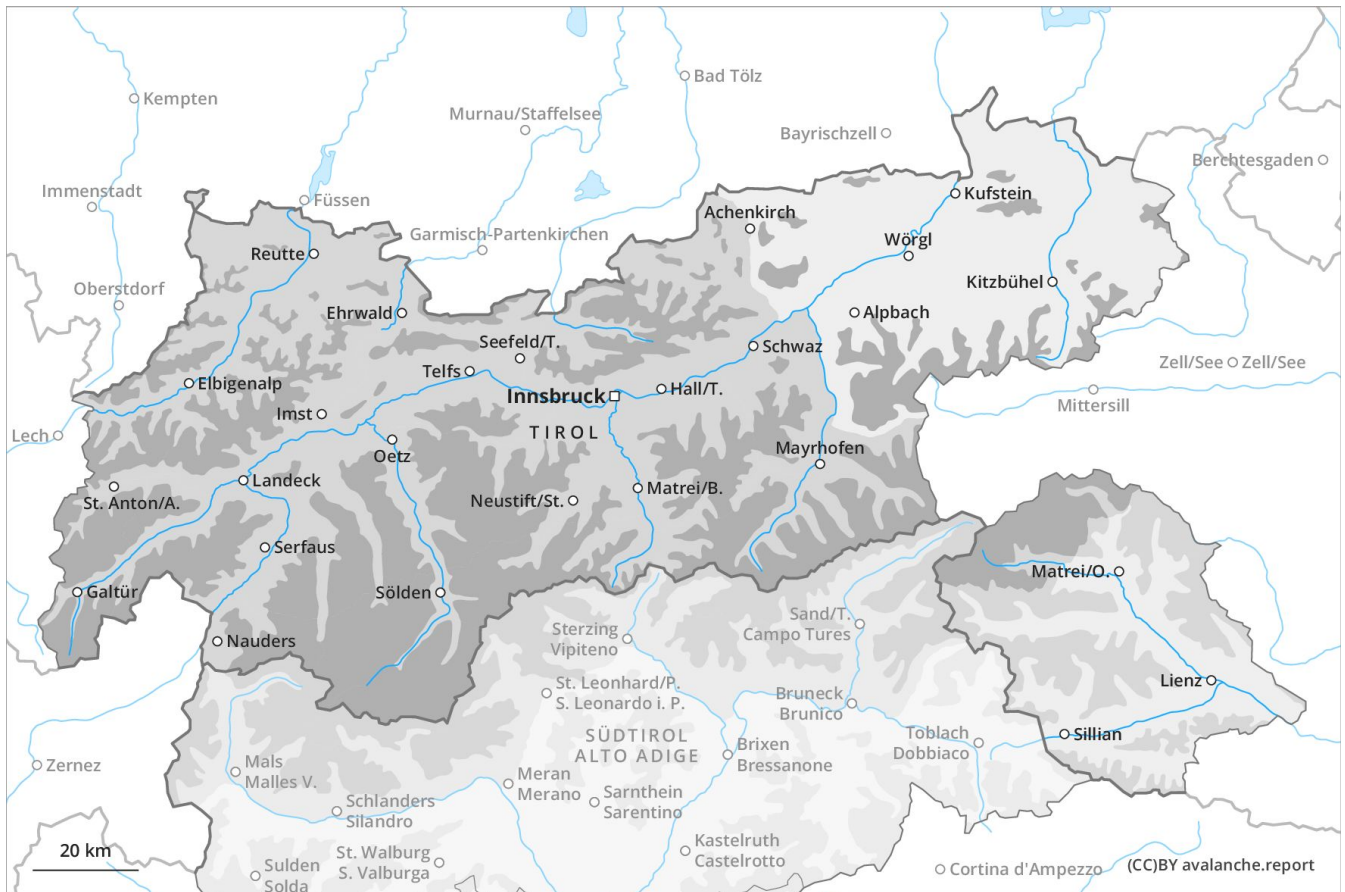 Kempten
Bad Tölz
Murnau/Staffelsee
Bayrischzell
Berchtesgaden
Immenstadt
Füssen
Kufstein
Achenkirch
Garmisch-Partenkirchen
Wörgl
Reutte
Oberstdorf
Kitzbühel
Ehrwald
Alpbach
Seefeld/T.
Schwaz
Zell/See
Zell/See
Telfs
Elbigenalp
Innsbruck
Hall/T.
Mittersill
Imst
Lech
TIROL
Oetz
Mayrhofen
Landeck
St. Anton/A.
Neustift/St.
Matrei/B.
Serfaus
Matrei/O.
Galtür
Sölden
Sand/T.
Campo Tures
Sterzing
Vipiteno
Nauders
Lienz
St. Leonhard/P.
S. Leonardo i. P.
Bruneck
Brunico
SÜDTIROL
ALTO ADIGE
Toblach
Dobbiaco
Sillian
Brixen
Bressanone
Zernez
Mals
Malles V.
Meran
Merano
Schlanders
Silandro
Sarnthein
Sarentino
Kastelruth
Castelrotto
20 km
St. Walburg
S. Valburga
Sulden
Solda
Cortina d'Ampezzo
(CC)BY avalanche.report